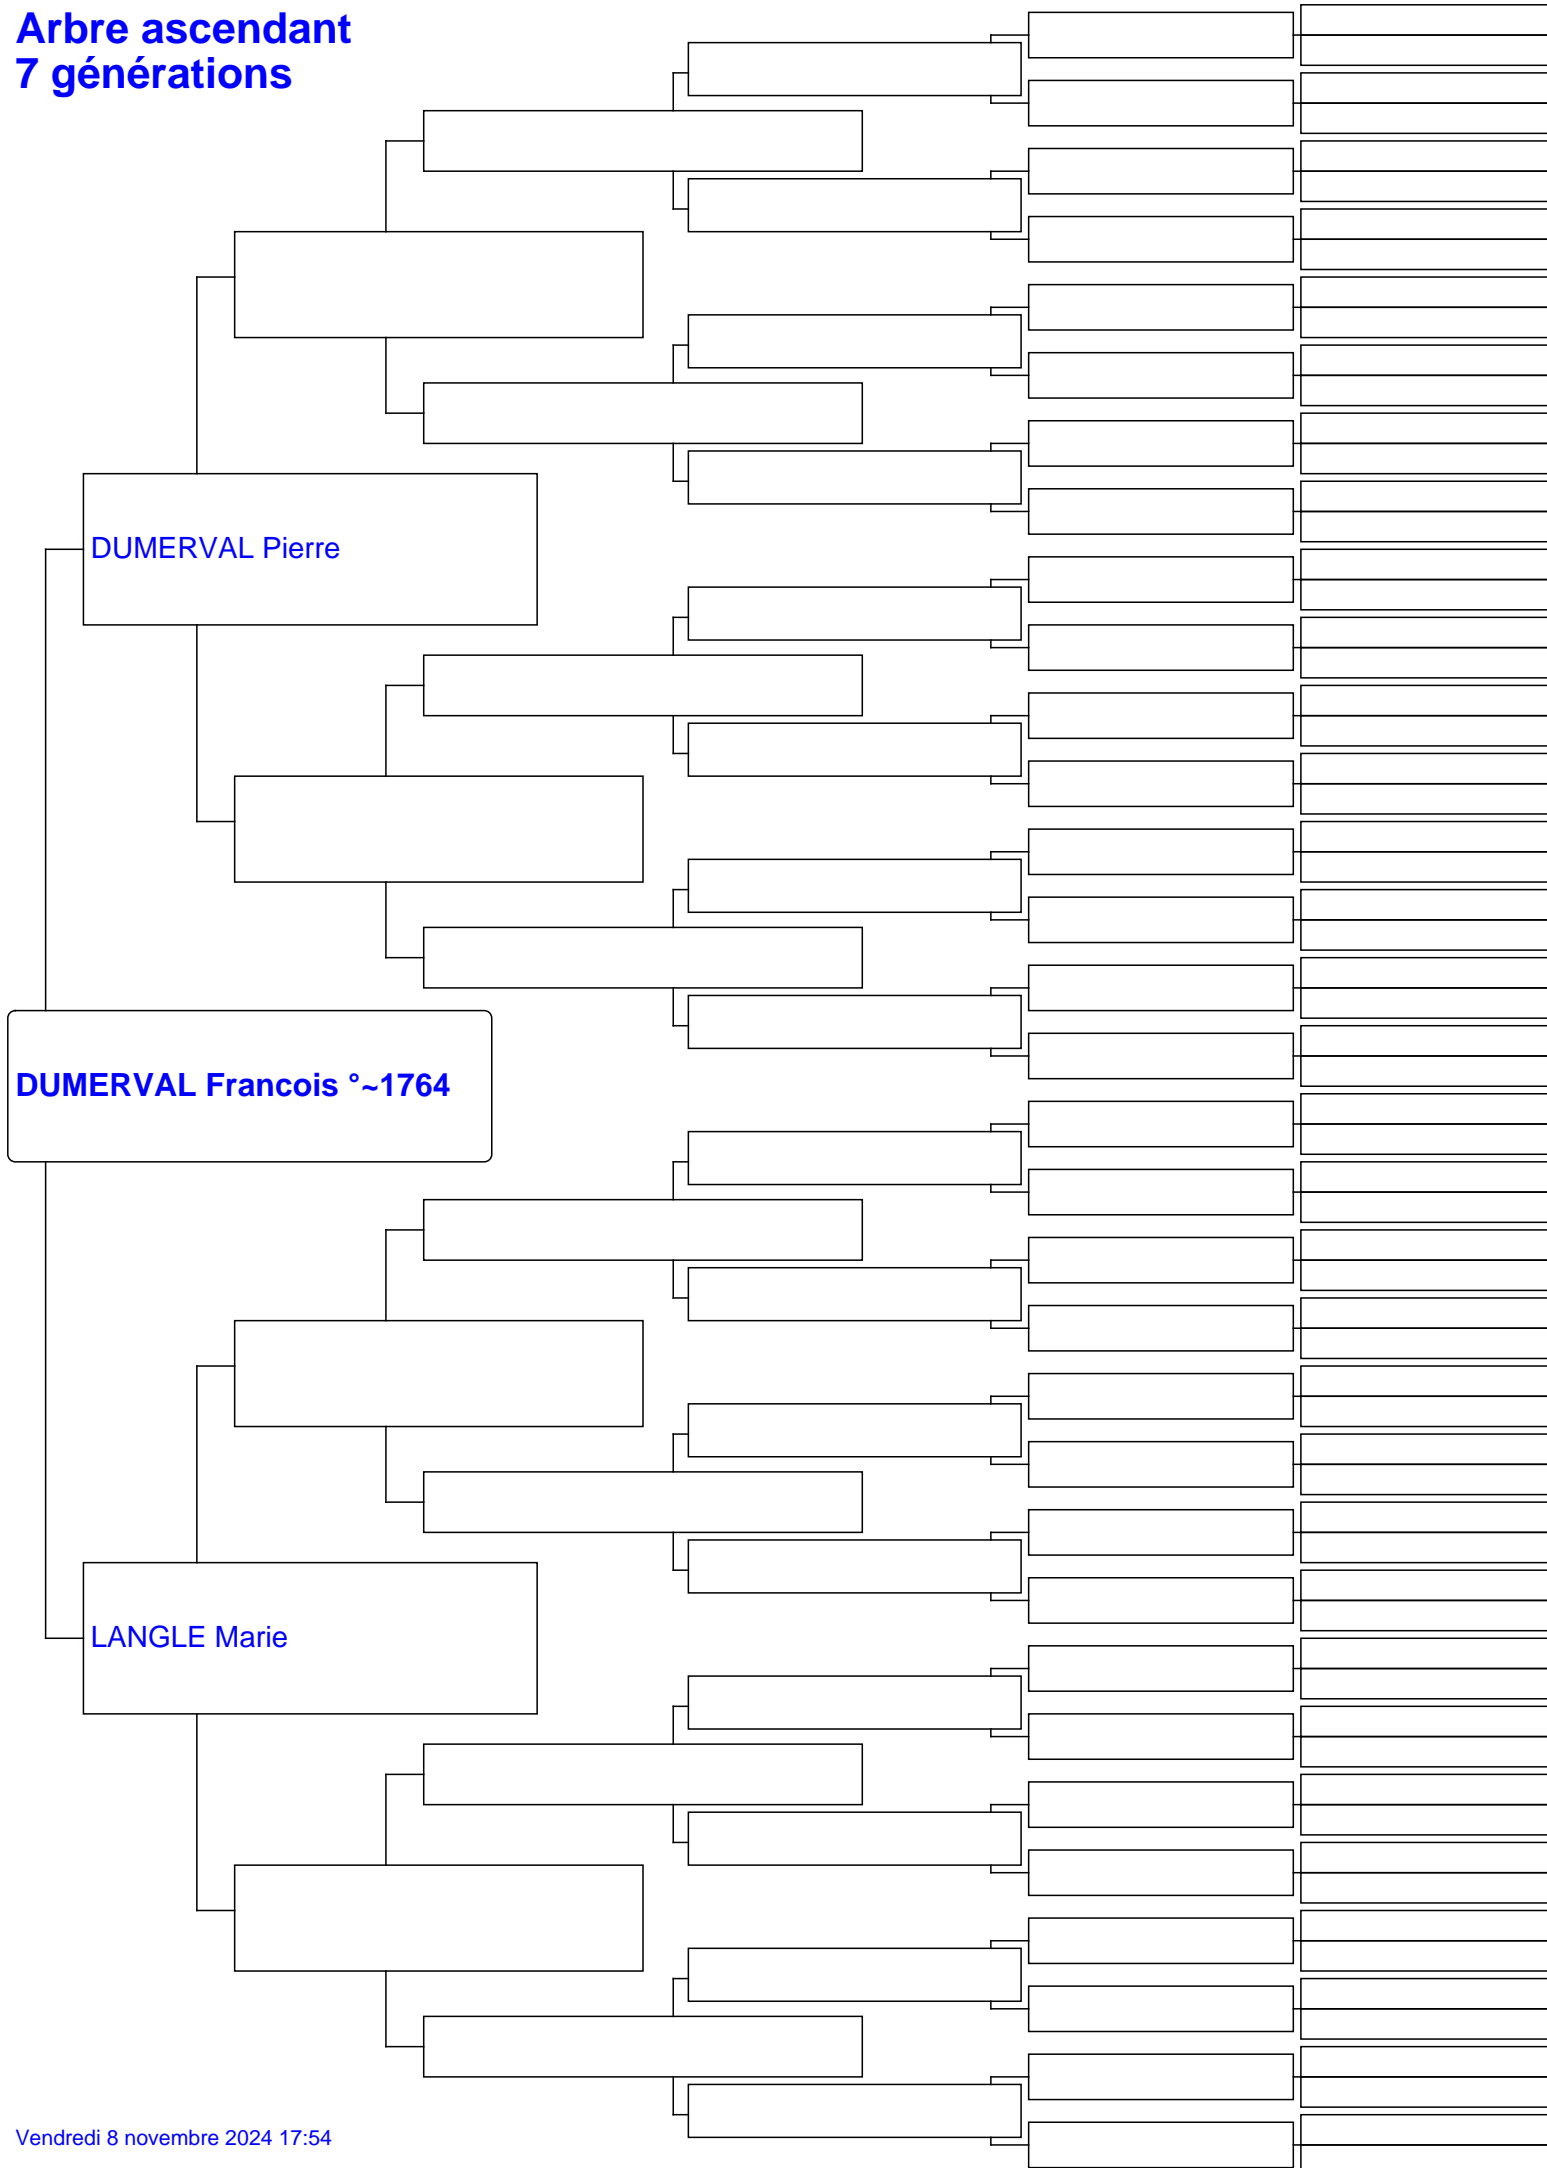 Arbre ascendant
7 générations
DUMERVAL Pierre
DUMERVAL Francois °~1764
LANGLE Marie
Vendredi 8 novembre 2024 17:54